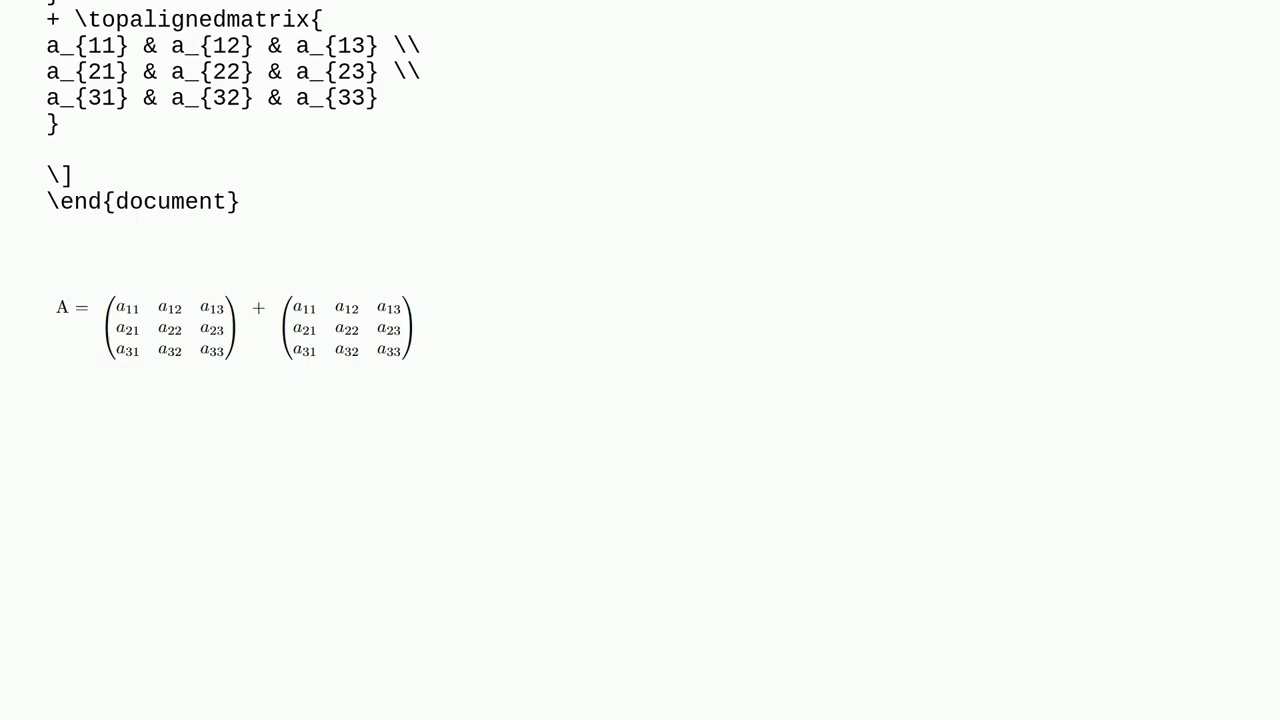 }
+ \topalignedmatrix{
a_{11} & a_{12} & a_{13} \\
a_{21} & a_{22} & a_{23} \\
a_{31} & a_{32} & a_{33}
}
\]
\end{document}
A = (a11 a12 a13) + (a11 a12 a13)
a21 a22 a23 a21 a22 a23
a31 a32 a33 a31 a32 a33